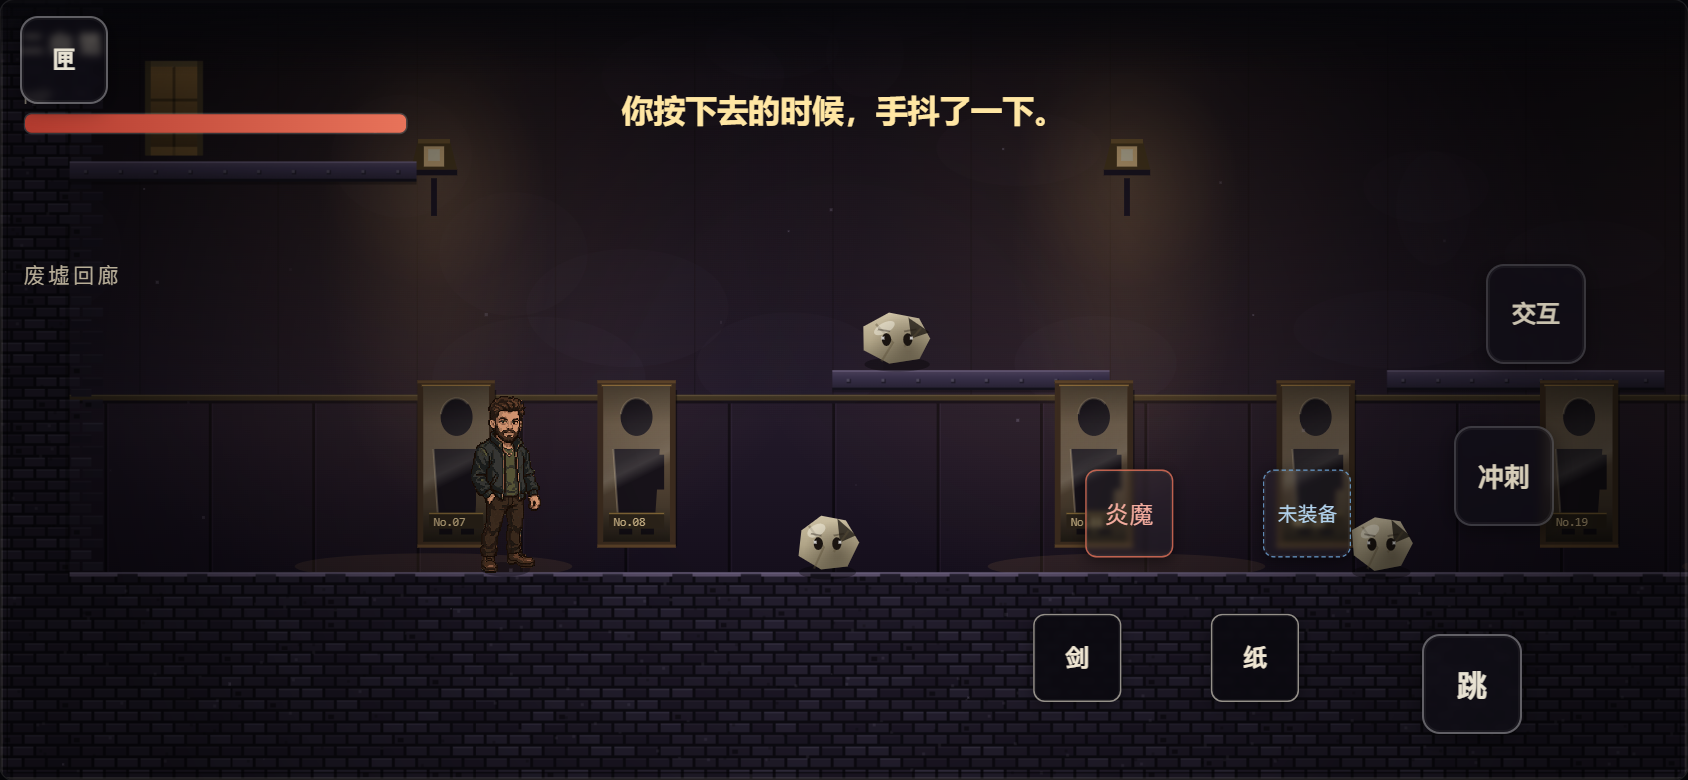 匣
你按下去的时候，手抖了一下。
废墟回廊
交互
冲刺
No.07
No.08
No.
炎魔
未装备
No.19
剑
纸
跳